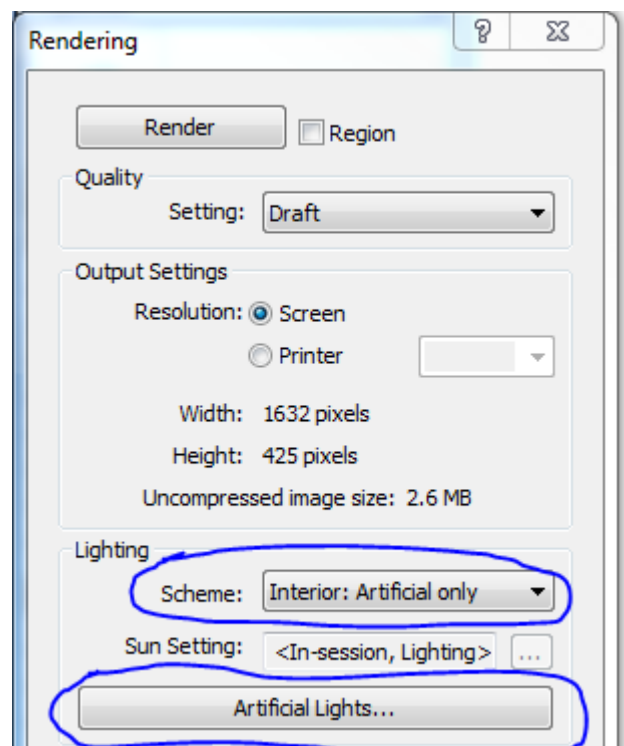 Rendering
Render
Region
Quality
Setting: Draft
Output Settings
Resolution: Screen
Printer
Width: 1632 pixels
Height: 425 pixels
Uncompressed image size: 2.6 MB
Lighting
Scheme: Interior: Artificial only
Sun Setting: <In-session, Lighting> ...
Artificial Lights...